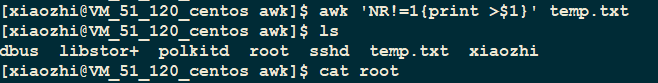 [xiaozhi@VM_51_120_centos awk]$ awk 'NR!=1{print >$1}' temp.txt
[xiaozhi@VM_51_120_centos awk]$ ls
dbus  libstor+  polkitd  root  sshd  temp.txt  xiaozhi
[xiaozhi@VM_51_120_centos awk]$ cat root